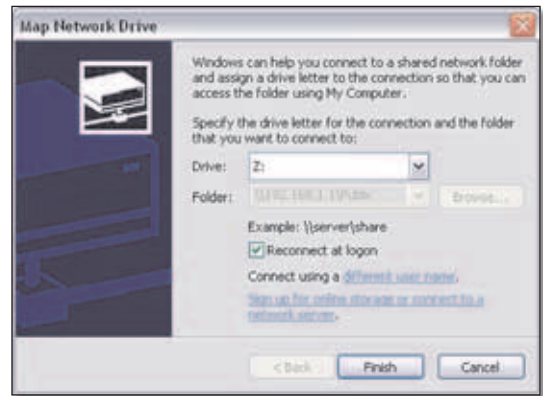 Map Network Drive
Windows can help you connect to a shared network folder
and assign a drive letter to the connection so that you can
access the folder using My Computer.
Specify the drive letter for the connection and the folder
that you want to connect to:
Drive: Z:
Folder: Browse...
Example: \\server\share
Reconnect at logon
Connect using a different user name.
Sign up for online storage or connect to a
network server.
< Back Finish Cancel